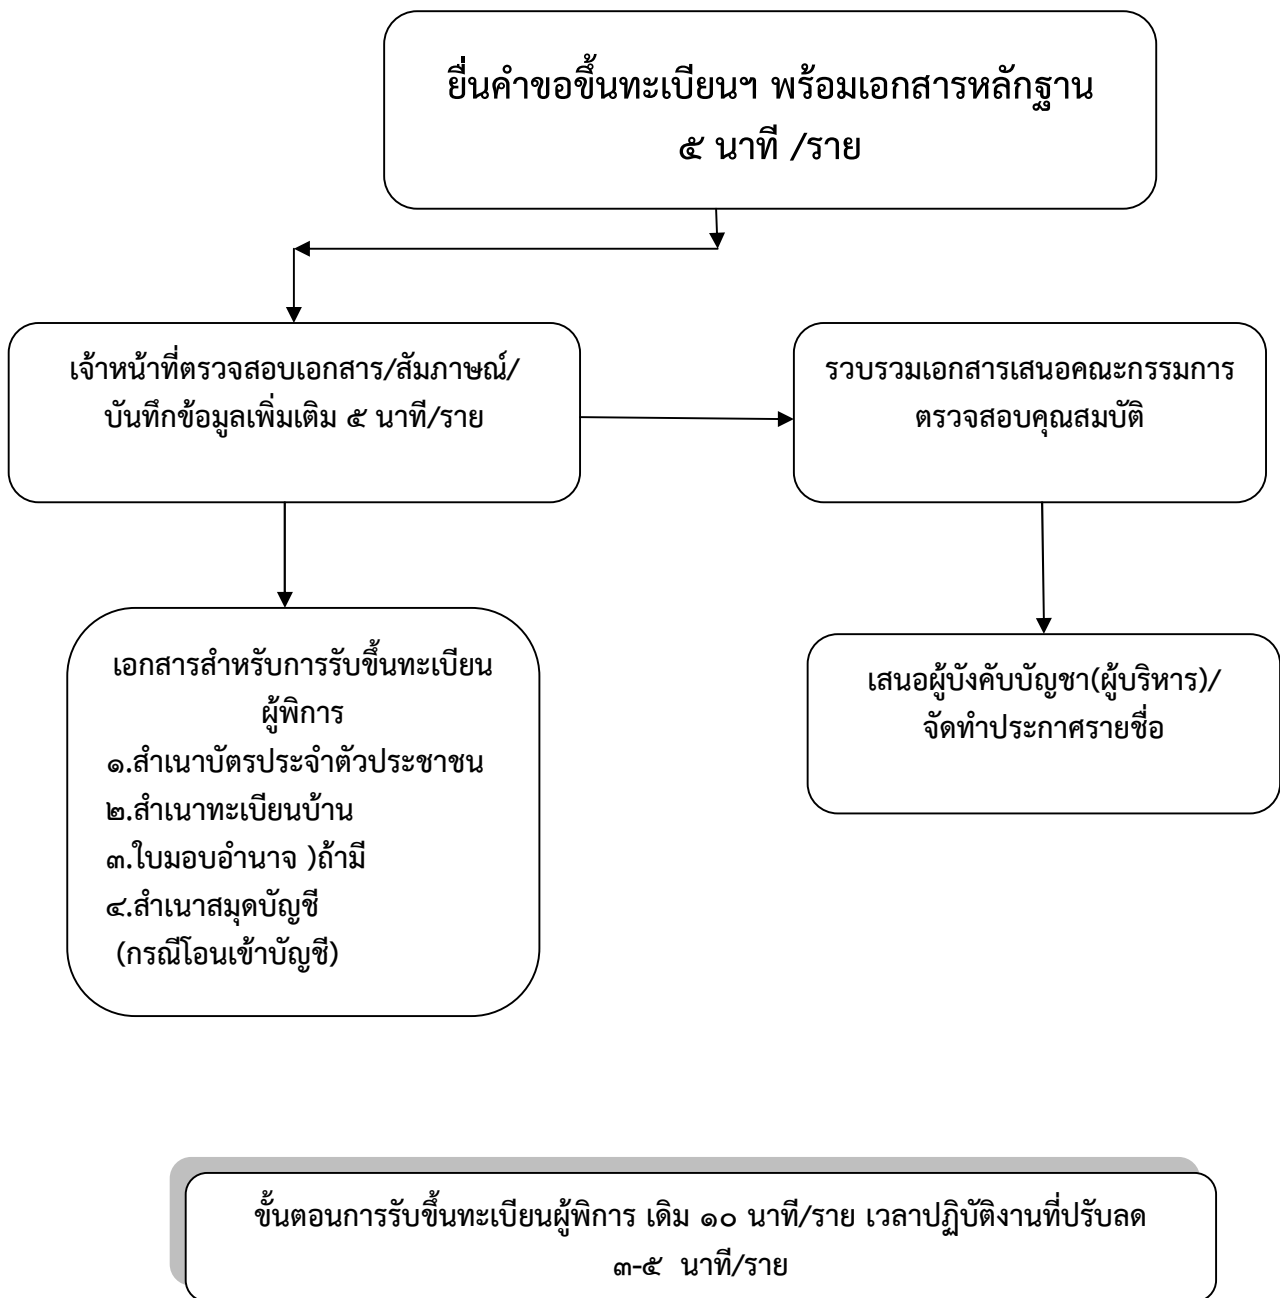 ยื่นคำขอขึ้นทะเบียนฯ พร้อมเอกสารหลักฐาน
๕ นาที /ราย
เจ้าหน้าที่ตรวจสอบเอกสาร/สัมภาษณ์/
บันทึกข้อมูลเพิ่มเติม ๕ นาที/ราย
รวบรวมเอกสารเสนอคณะกรรมการ
ตรวจสอบคุณสมบัติ
เอกสารสำหรับการรับขึ้นทะเบียน
ผู้พิการ
๑.สำเนาบัตรประจำตัวประชาชน
๒.สำเนาทะเบียนบ้าน
๓.ใบมอบอำนาจ )ถ้ามี
๔.สำเนาสมุดบัญชี
(กรณีโอนเข้าบัญชี)
เสนอผู้บังคับบัญชา(ผู้บริหาร)/
จัดทำประกาศรายชื่อ
ขั้นตอนการรับขึ้นทะเบียนผู้พิการ เดิม ๑๐ นาที/ราย เวลาปฏิบัติงานที่ปรับลด
๓-๕ นาที/ราย